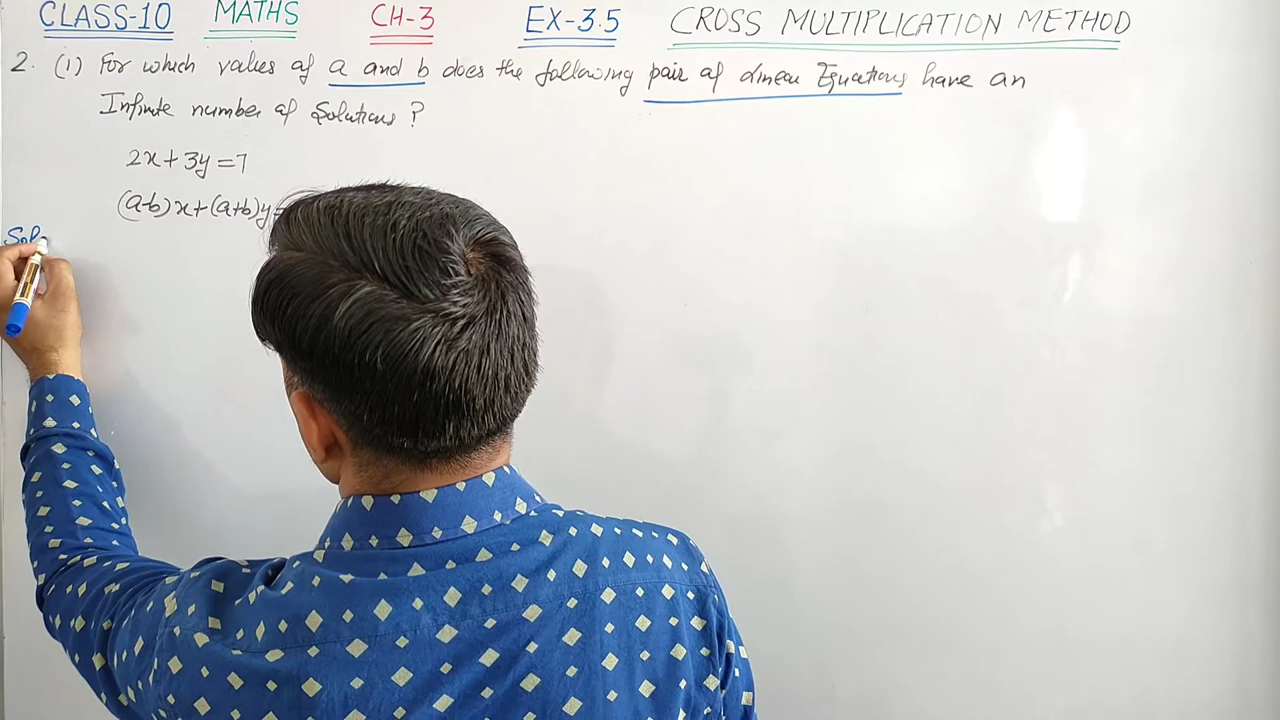 CLASS-10 MATHS CH-3 EX-3.5 CROSS MULTIPLICATION METHOD
2. (i) For which values of a and b does the following pair of Linear Equations have an
Infinite number of Solutions ?
2x + 3y = 7
(a-b)x + (a+b)y =
Sol